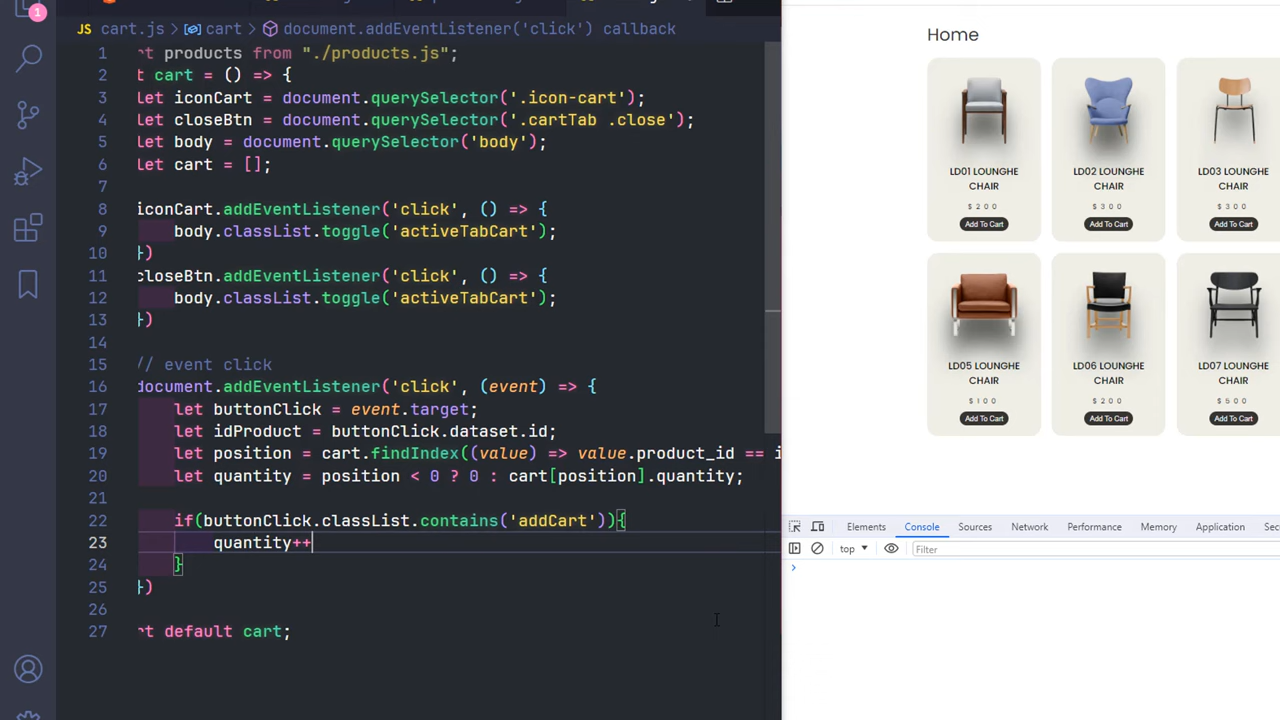 1
JS cart.js > cart > document.addEventListener('click') callback
1 rt products from "./products.js";
2 t cart = () => {
3 let iconCart = document.querySelector('.icon-cart');
4 let closeBtn = document.querySelector('.cartTab .close');
5 let body = document.querySelector('body');
6 let cart = [];
7
8 iconCart.addEventListener('click', () => {
9 body.classList.toggle('activeTabCart');
10 })
11 closeBtn.addEventListener('click', () => {
12 body.classList.toggle('activeTabCart');
13 })
14
15 // event click
16 document.addEventListener('click', (event) => {
17 let buttonClick = event.target;
18 let idProduct = buttonClick.dataset.id;
19 let position = cart.findIndex((value) => value.product_id == i
20 let quantity = position < 0 ? 0 : cart[position].quantity;
21
22 if(buttonClick.classList.contains('addCart')){
23 quantity++
24 }
25 })
26
27 rt default cart;
Home
LD01 LOUNGHE
CHAIR
$100
Add To Cart
LD02 LOUNGHE
CHAIR
$300
Add To Cart
LD03 LOUNGHE
CHAIR
$300
Add To Cart
LD05 LOUNGHE
CHAIR
$100
Add To Cart
LD06 LOUNGHE
CHAIR
$200
Add To Cart
LD07 LOUNGHE
CHAIR
$500
Add To Cart
Elements Console Sources Network Performance Memory Application Sec
top Filter